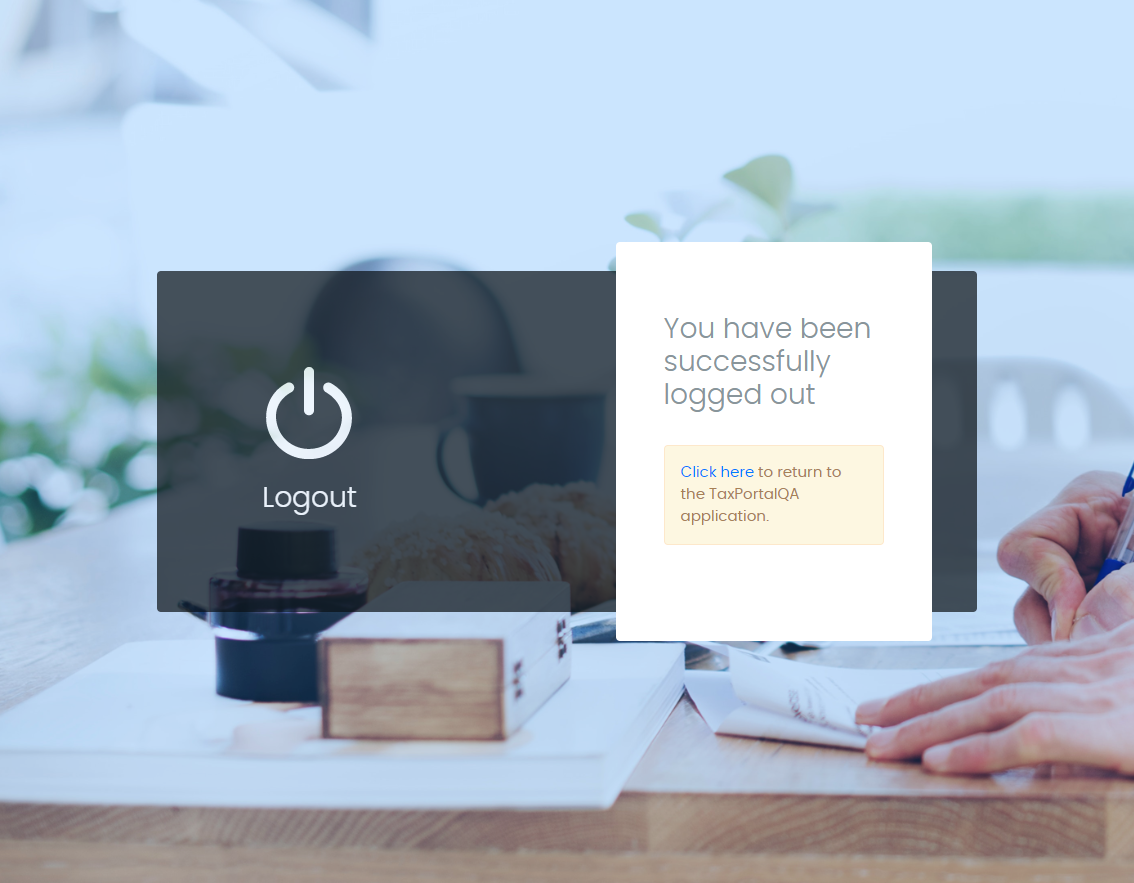 Logout
You have been
successfully
logged out
Click here to return to
the TaxPortalQA
application.